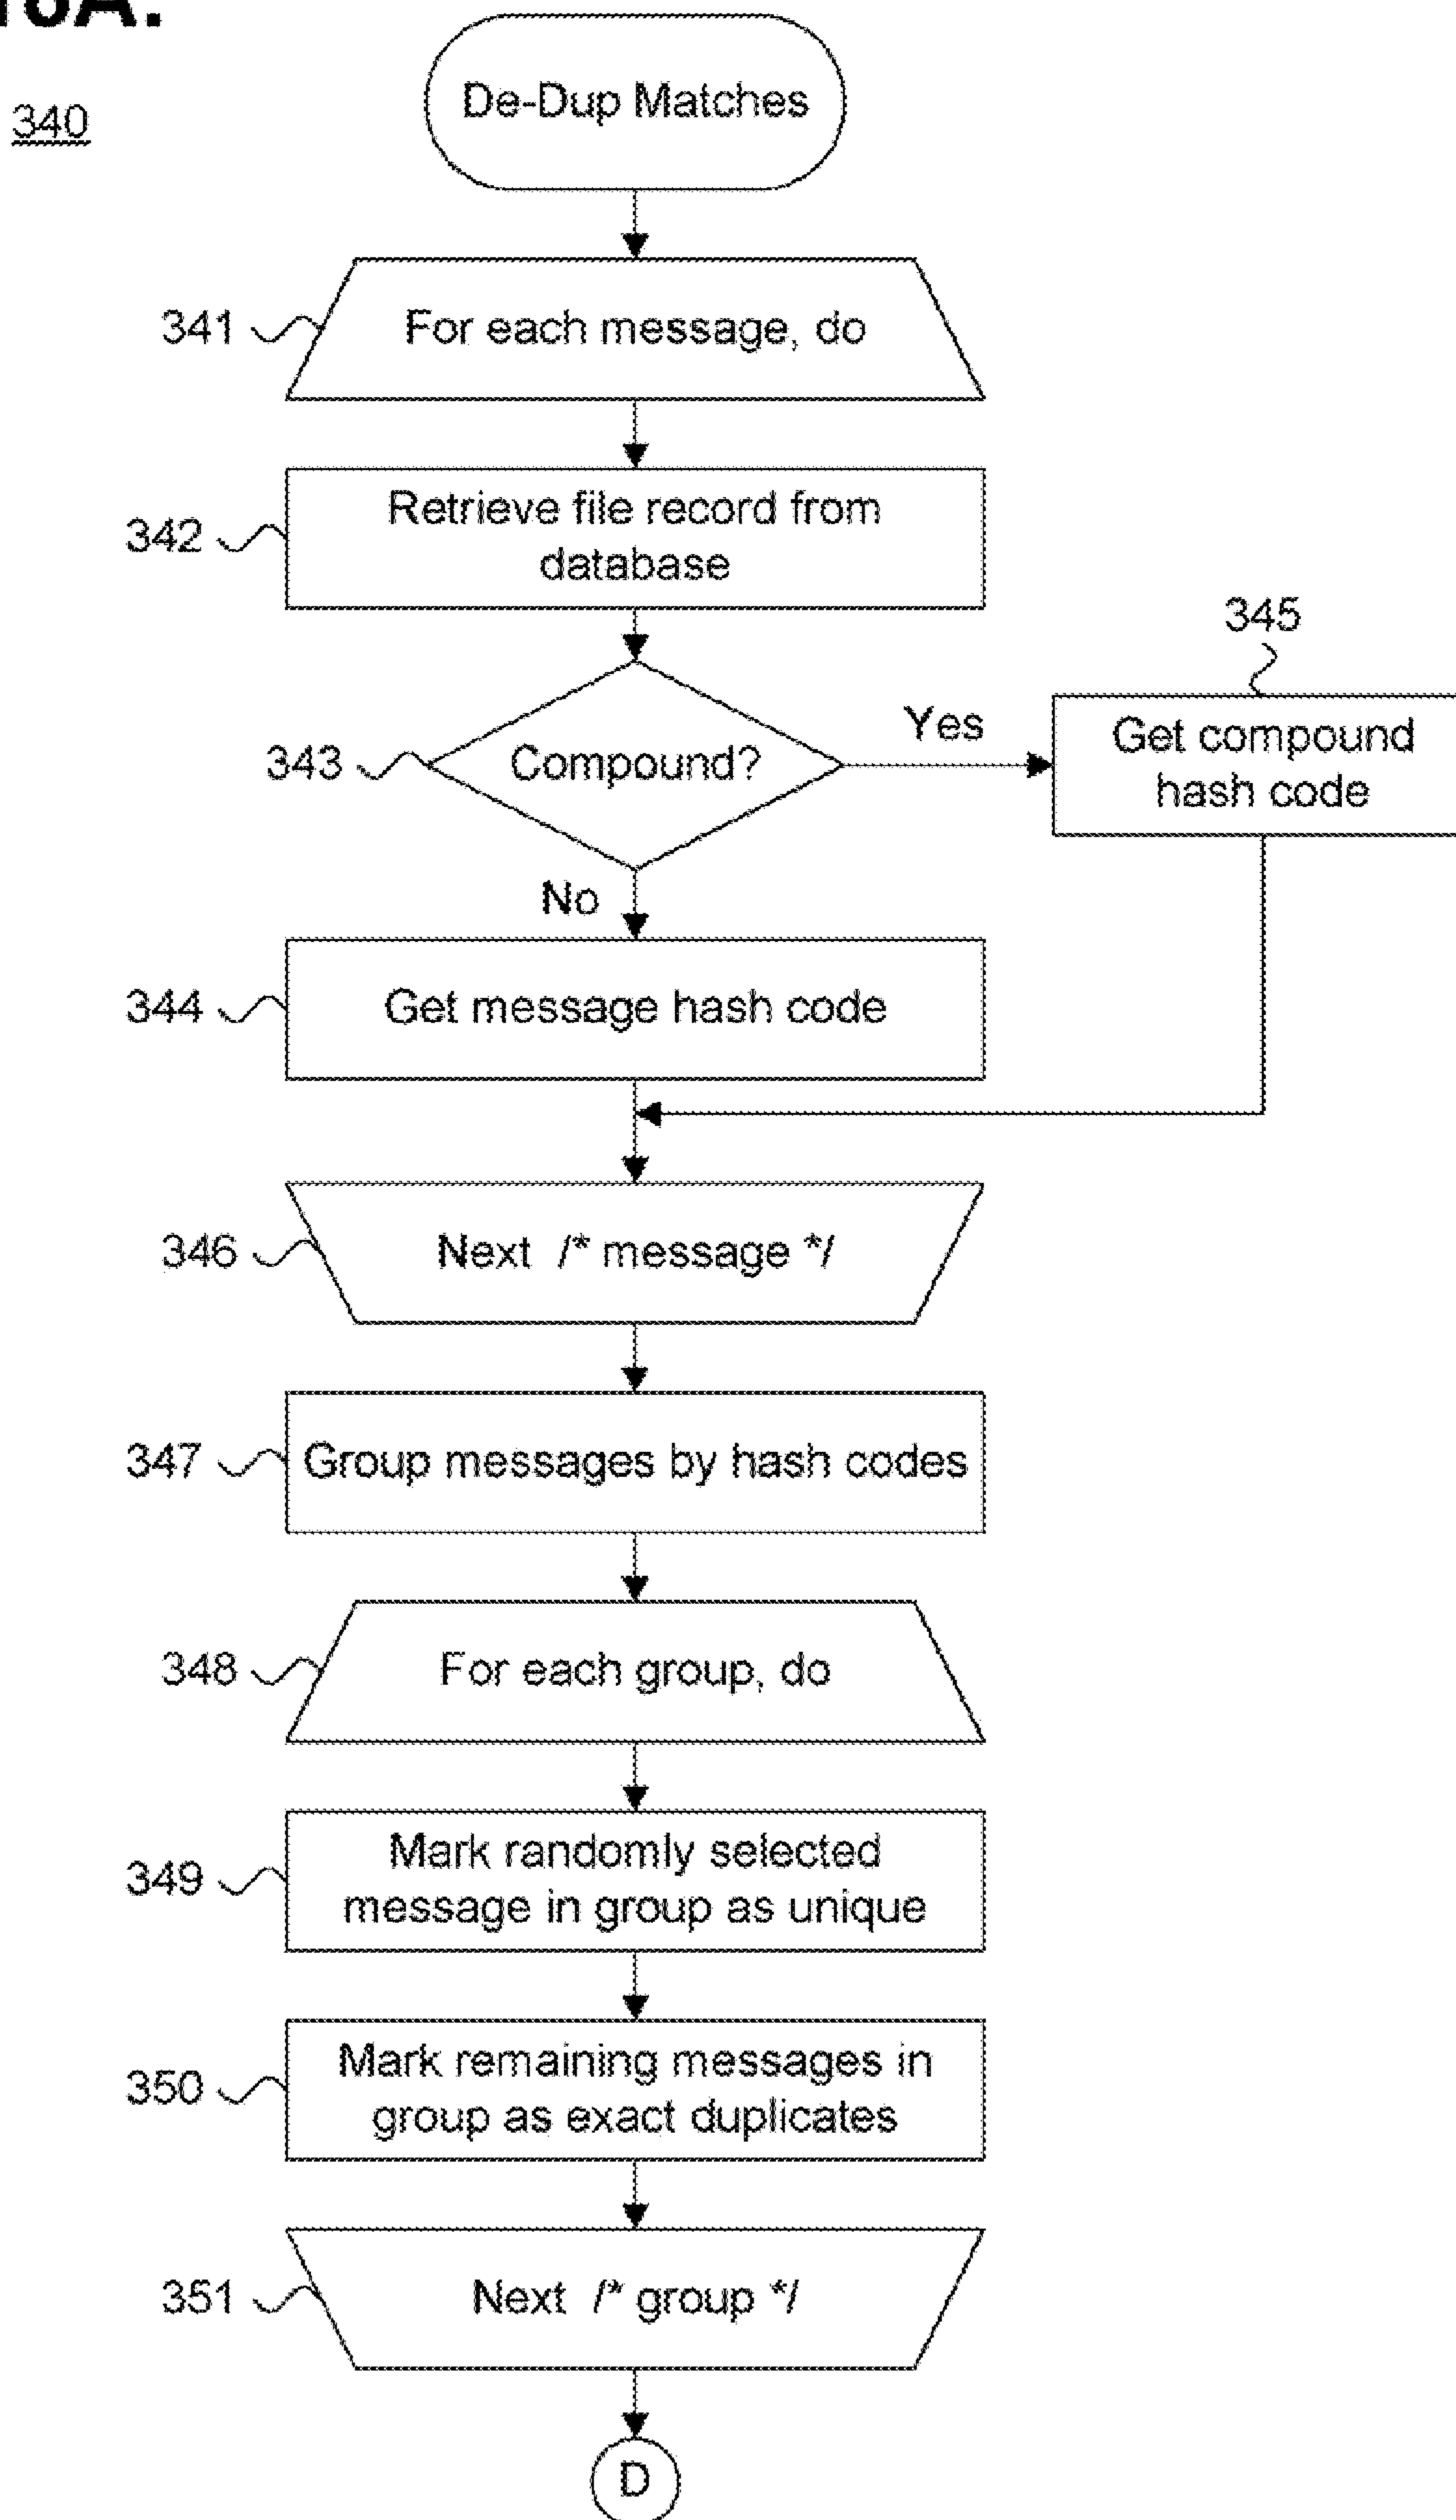 18A.
340
De-Dup Matches
341
For each message, do
342
Retrieve file record from
database
345
343
Compound?
Yes
Get compound
hash code
No
344
Get message hash code
346
Next /* message */
347
Group messages by hash codes
348
For each group, do
349
Mark randomly selected
message in group as unique
350
Mark remaining messages in
group as exact duplicates
351
Next /* group */
D